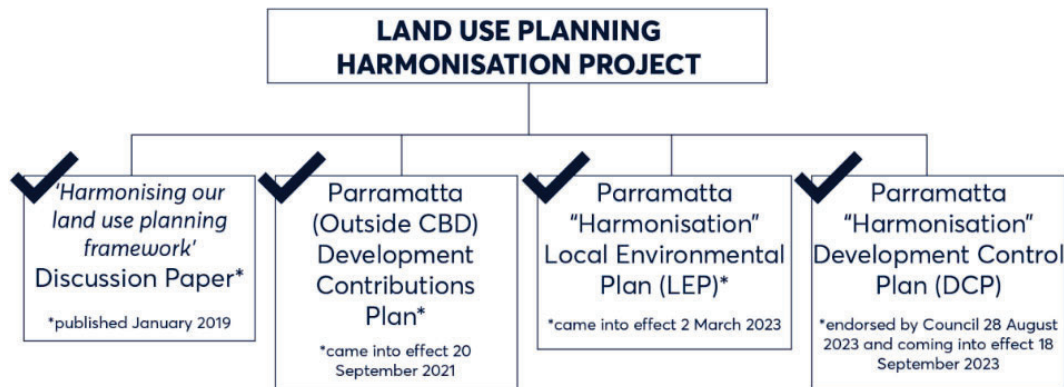 LAND USE PLANNING
HARMONISATION PROJECT
'Harmonising our
land use planning
framework'
Discussion Paper*
*published January 2019
Parramatta
(Outside CBD)
Development
Contributions
Plan*
*came into effect 20
September 2021
Parramatta
“Harmonisation”
Local Environmental
Plan (LEP)*
*came into effect 2 March 2023
Parramatta
“Harmonisation”
Development Control
Plan (DCP)
*endorsed by Council 28 August
2023 and coming into effect 18
September 2023